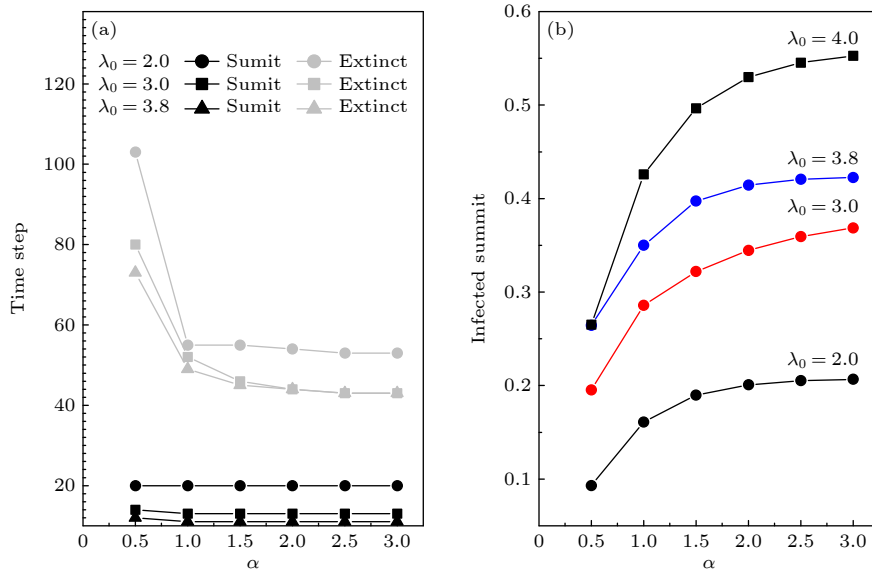 (a)
λ0 = 2.0 Sumit Extinct
λ0 = 3.0 Sumit Extinct
λ0 = 3.8 Sumit Extinct
120
100
80
60
40
20
0 0.5 1.0 1.5 2.0 2.5 3.0
Time step
α
(b)
λ0 = 4.0
λ0 = 3.8
λ0 = 3.0
λ0 = 2.0
0.6
0.5
0.4
0.3
0.2
0.1
0 0.5 1.0 1.5 2.0 2.5 3.0
Infected summit
α